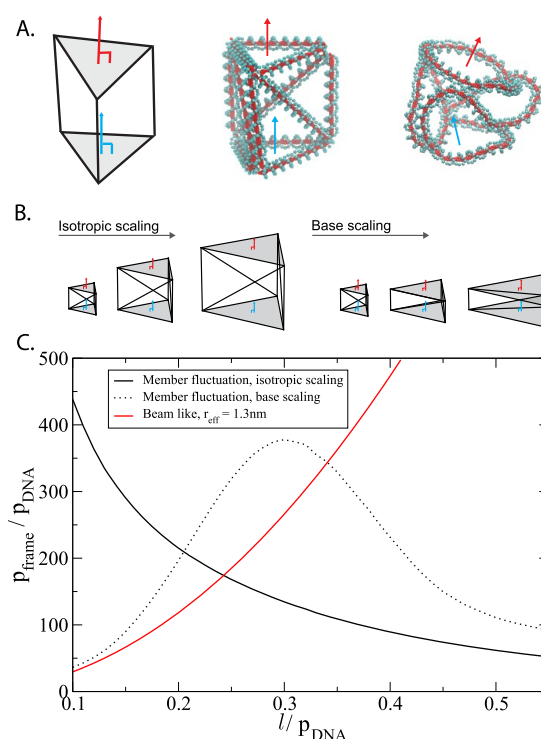 A.
B.
Isotropic scaling
Base scaling
C.
500
400
300
200
100
0
p_frame / p_DNA
Member fluctuation, isotropic scaling
Member fluctuation, base scaling
Beam like, r_eff = 1.3nm
0.1
0.2
0.3
0.4
0.5
l / p_DNA